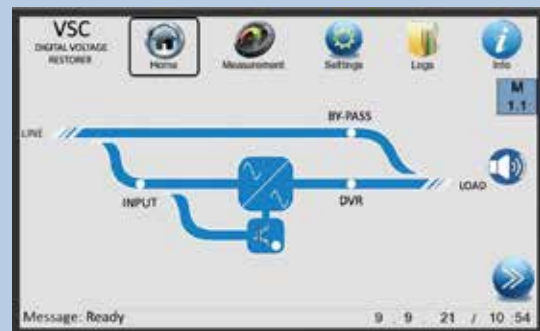 VSC
DIGITAL VOLTAGE
RESTORER
Home
Measurement
Settings
Logs
Info
M
1.1
BY-PASS
LINE
LOAD
INPUT
DVR
Message: Ready
9 . 9 . 21 / 10 : 54